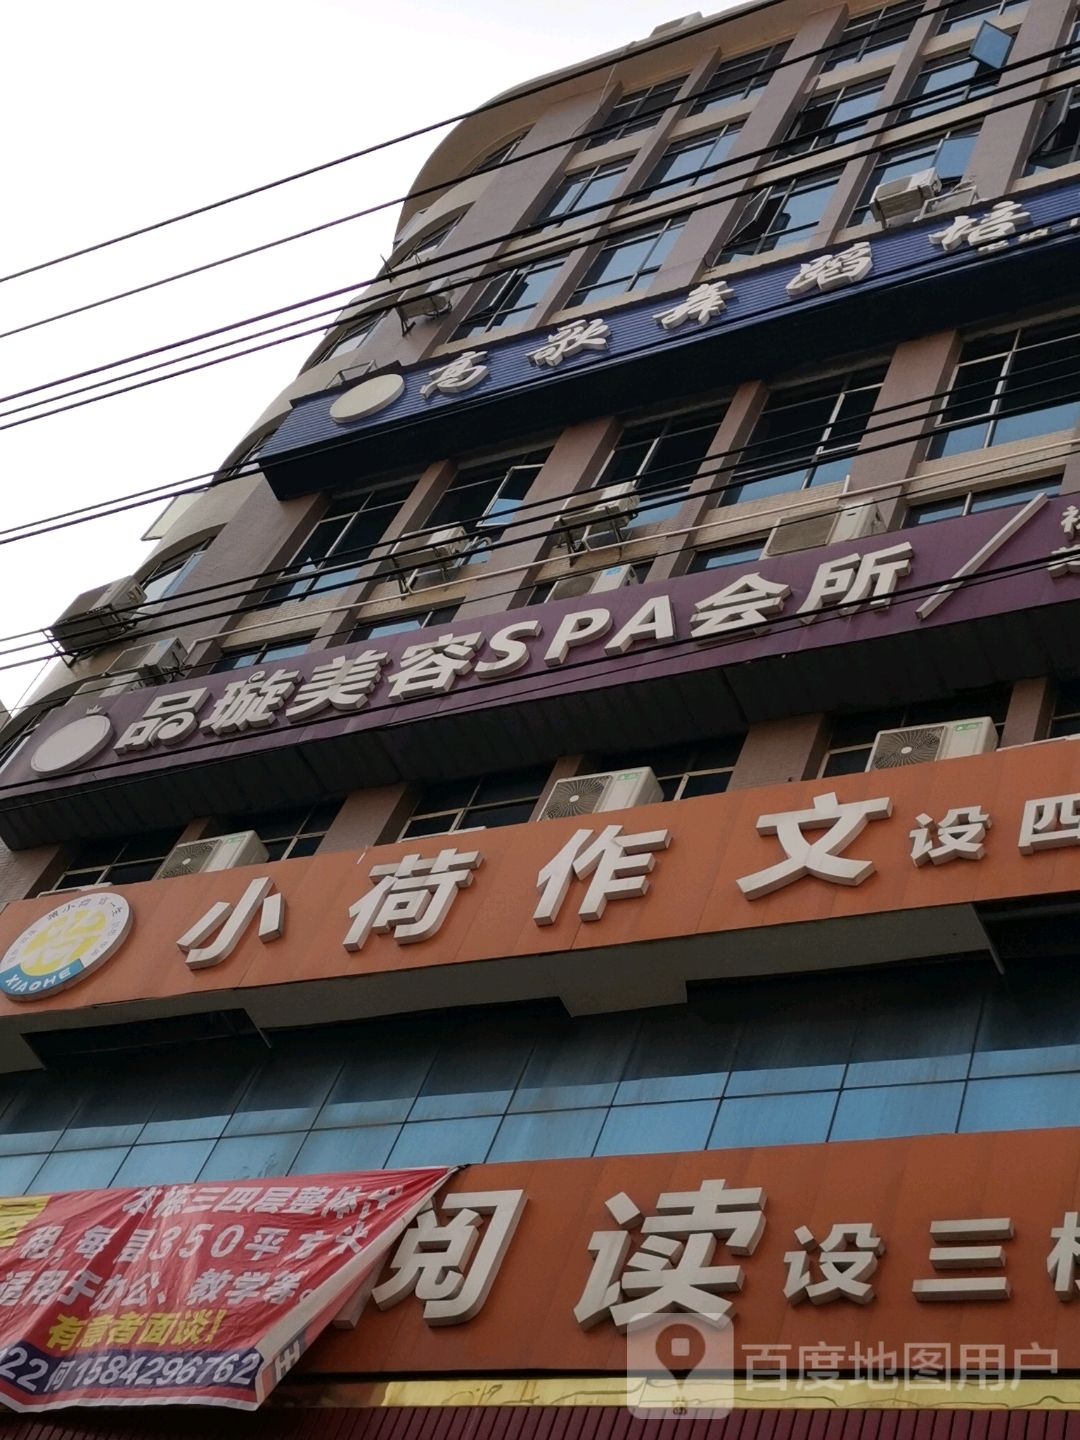 高歌舞蹈培
品璇美容SPA会所/
小荷作文设四
XIAOHE
阅读设三楼
本栋三四层整体
租,每层350平方米
适用于办公、教学等。
有意者面谈!
22 何1584296762
百度地图用户